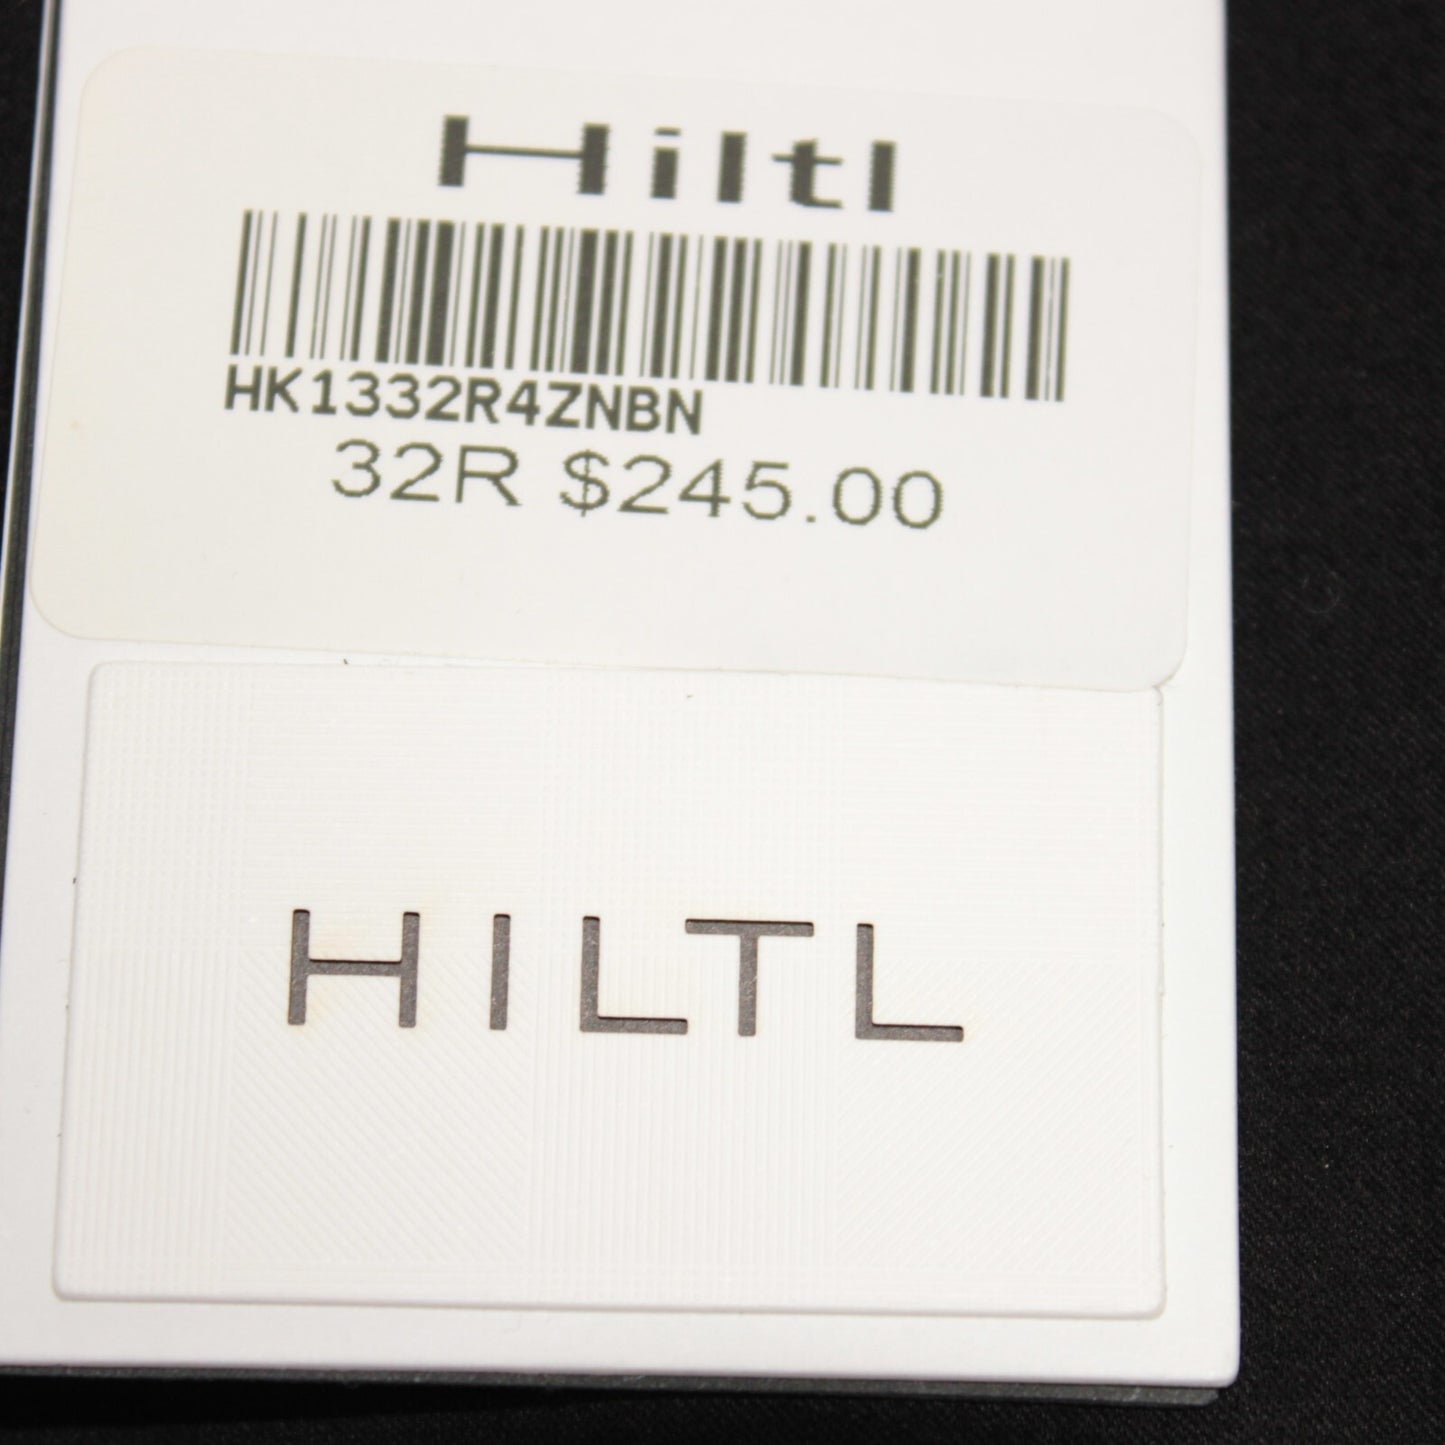 Hiltl
HK1332R4ZNBN
32R $245.00
HILTL